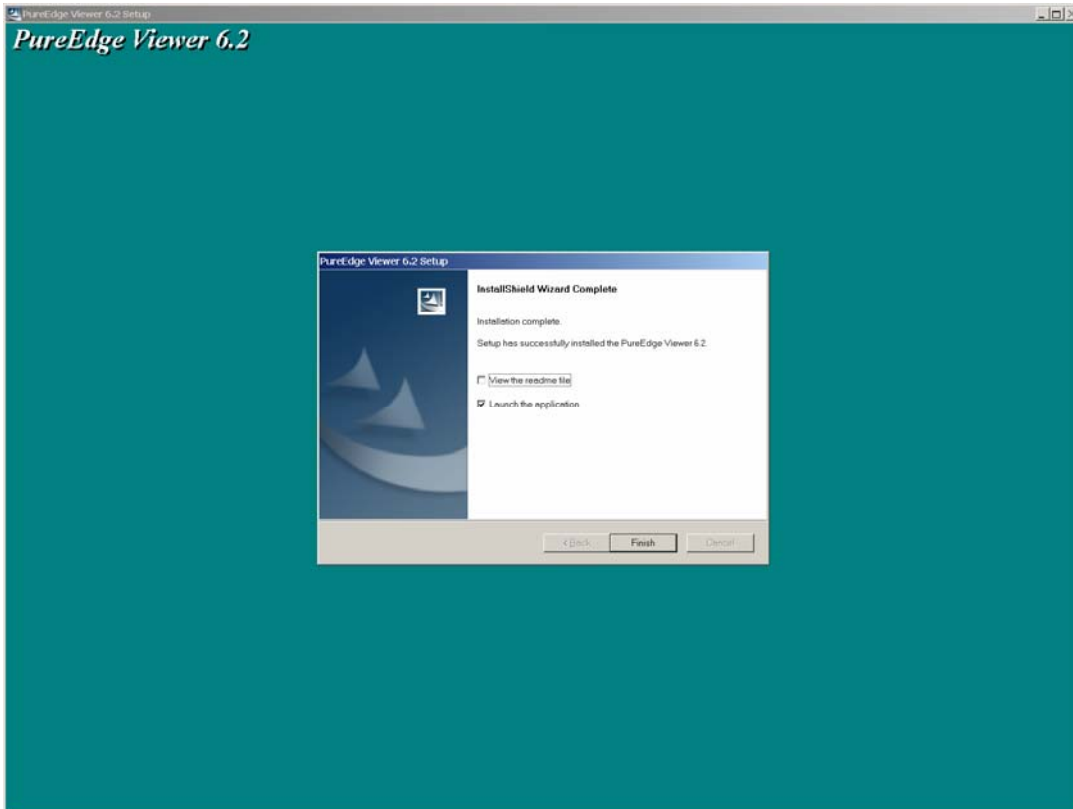 PureEdge Viewer 6.2 Setup
PureEdge Viewer 6.2
PureEdge Viewer 6.2 Setup
InstallShield Wizard Complete
Installation complete.
Setup has successfully installed the PureEdge Viewer 6.2.
View the readme file
Launch the application
< Back Finish Cancel